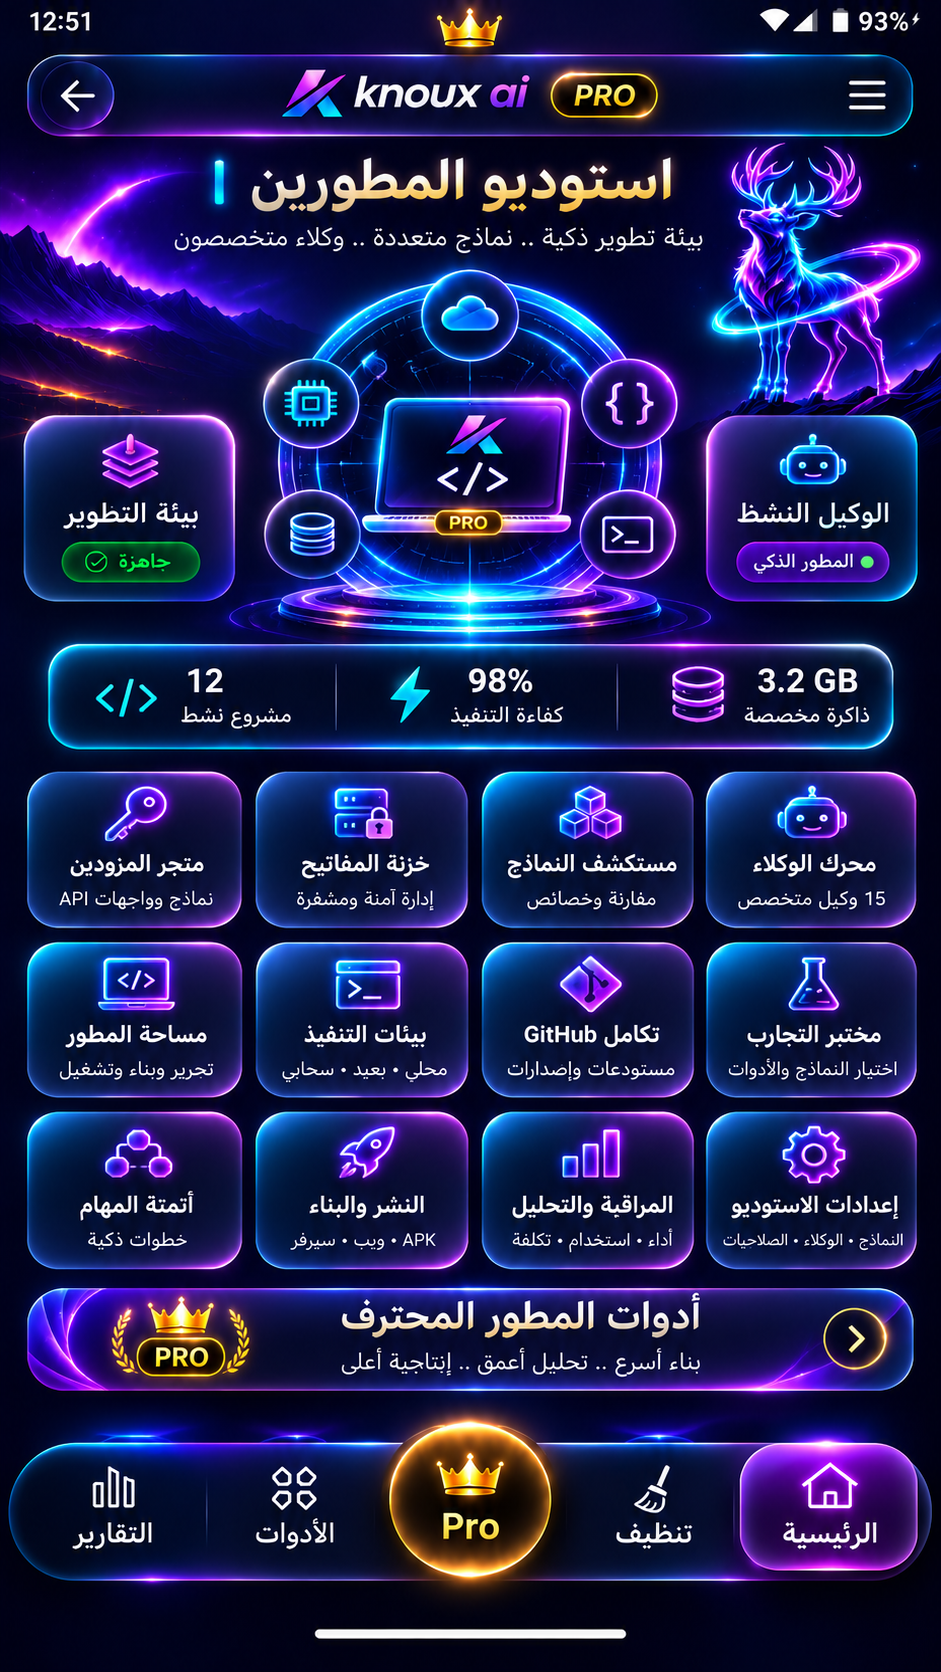 12:51
93%
knoux ai PRO
استوديو المطورين
بيئة تطوير ذكية .. نماذج متعددة .. وكلاء متخصصون
الوكيل النشط
المطور الذكي
</>
PRO
بيئة التطوير
جاهزة
3.2 GB
ذاكرة مخصصة
98%
كفاءة التنفيذ
12
مشروع نشط
محرك الوكلاء
15 وكيل متخصص
مستكشف النماذج
مفارنة وخصائص
خزنة المفاتيح
إدارة آمنة ومشفرة
متجر المزودين
نماذج وواجهات API
مختبر التجارب
اختيار النماذج والأدوات
تكامل GitHub
مستودعات وإصدارات
بيئات التنفيذ
محلي • بعيد • سحابي
مساحة المطور
تجرير وبناء وتشغيل
إعدادات الاستوديو
النماذج • الوكلاء • الصلاحيات
المراقبة والتحليل
أداء • استخدام • تكلفة
النشر والبناء
APK • ويب • سيرفر
أتمتة المهام
خطوات ذكية
أدوات المطور المحترف
بناء أسرع .. تحليل أعمق .. إنتاجية أعلى
PRO
الرئيسية
تنظيف
Pro
الأدوات
التقارير